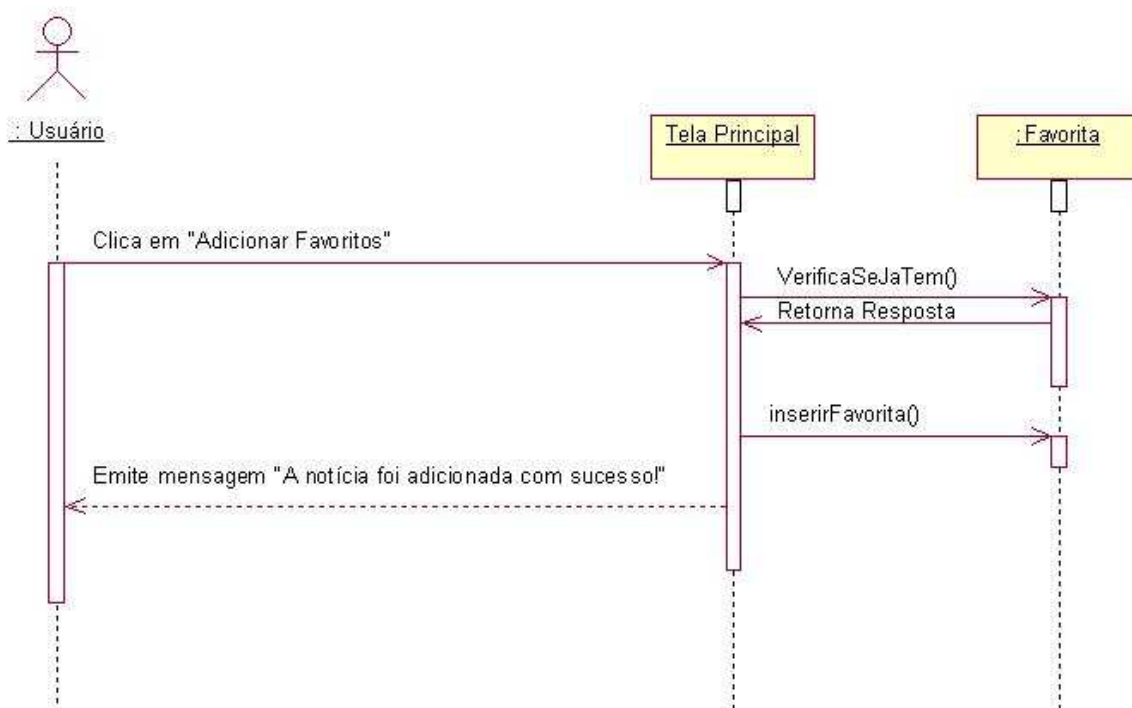 : Usuário
Tela Principal
:Favorita
Clica em "Adicionar Favoritos"
VerificaSeJaTem()
Retorna Resposta
inserirFavorita()
Emite mensagem "A notícia foi adicionada com sucesso!"